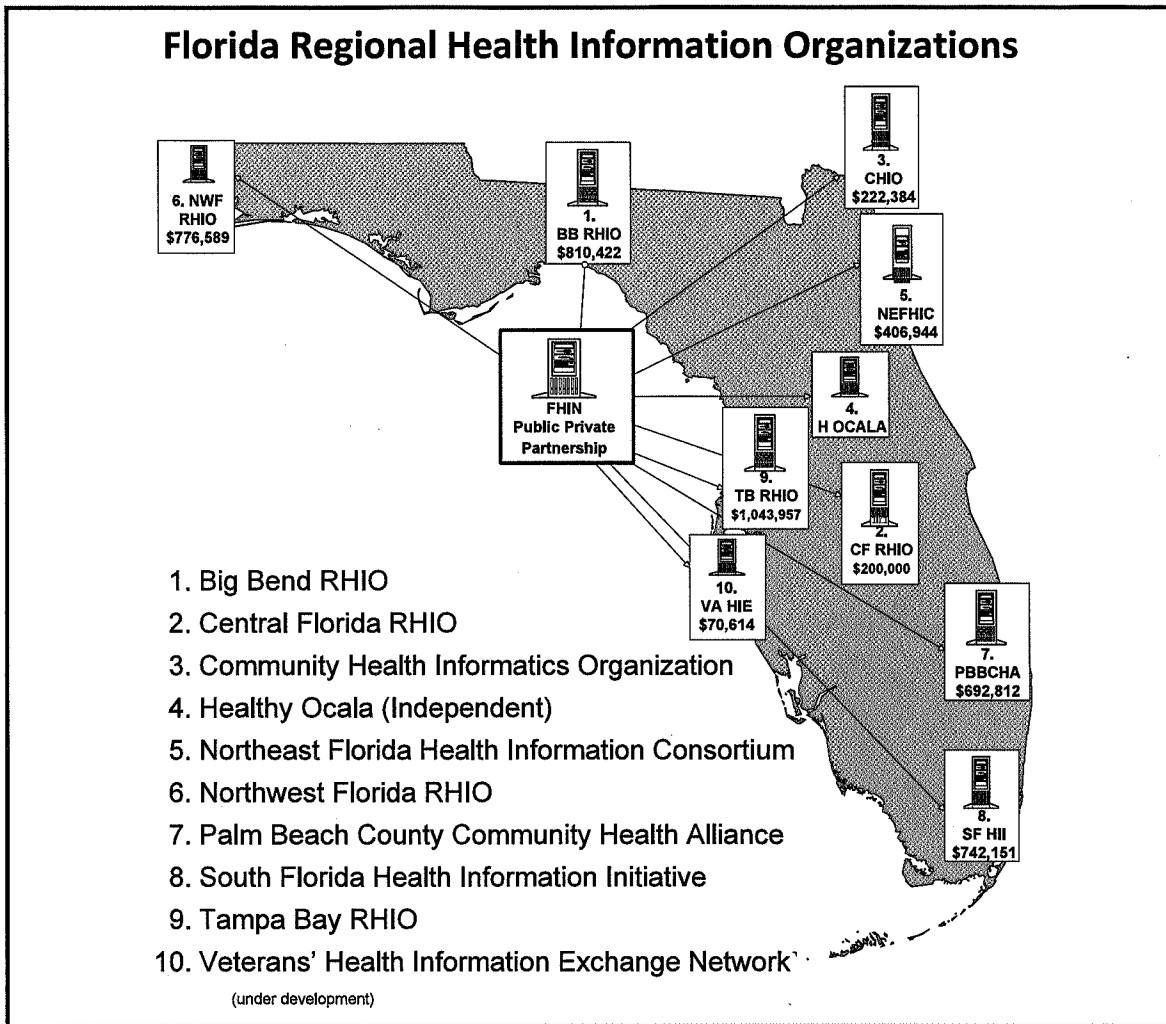 Florida Regional Health Information Organizations
3.
CHIO
$222,384
6. NWF
RHIO
$776,589
1.
BB RHIO
$810,422
5.
NEFHIC
$406,944
FHIN
Public Private
Partnership
4.
H OCALA
9.
TB RHIO
$1,043,957
2.
CF RHIO
$200,000
10.
VA HIE
$70,614
7.
PBBCHA
$692,812
8.
SF HII
$742,151
1. Big Bend RHIO
2. Central Florida RHIO
3. Community Health Informatics Organization
4. Healthy Ocala (Independent)
5. Northeast Florida Health Information Consortium
6. Northwest Florida RHIO
7. Palm Beach County Community Health Alliance
8. South Florida Health Information Initiative
9. Tampa Bay RHIO
10. Veterans' Health Information Exchange Network
(under development)